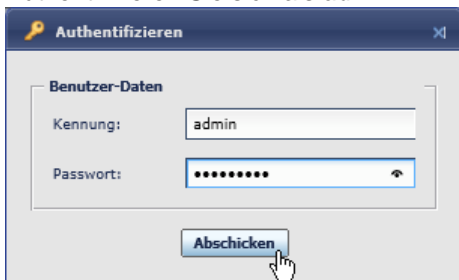 Authentifizieren
Benutzer-Daten
Kennung: admin
Passwort: •••••••••
Abschicken